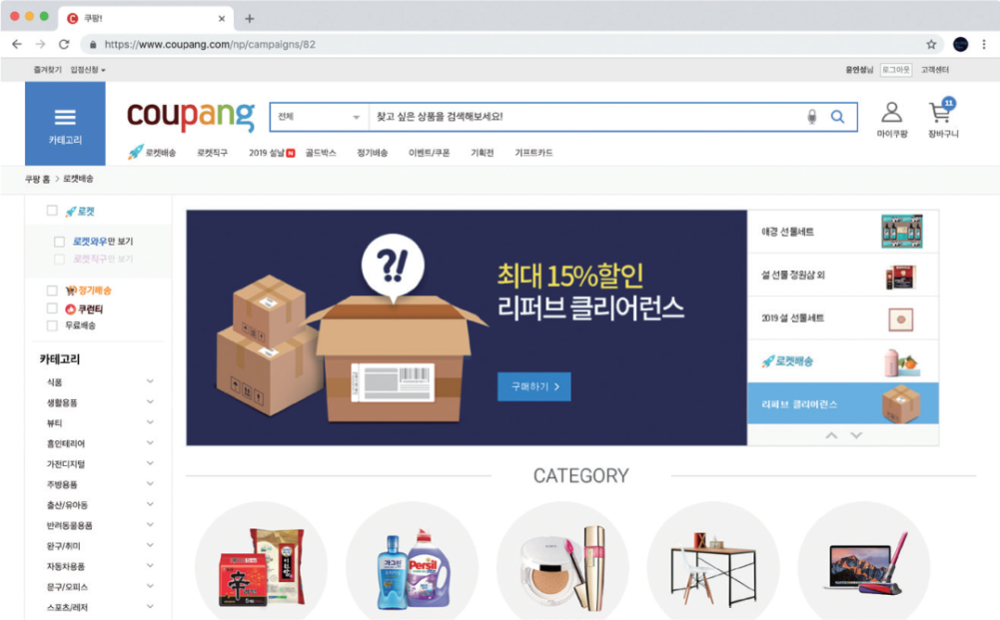 쿠팡!
https://www.coupang.com/np/campaigns/82
즐겨찾기 입점신청
윤연성님 로그아웃 고객센터
카테고리
coupang
전체
찾고 싶은 상품을 검색해보세요!
마이쿠팡
11
장바구니
로켓배송 로켓직구 2019 설날 N 골드박스 정기배송 이벤트/쿠폰 기획전 기프트카드
쿠팡 홈 > 로켓배송
로켓
로켓와우만 보기
로켓직구만 보기
정기배송
쿠런티
무료배송
카테고리
식품
생활용품
뷰티
홈인테리어
가전디지털
주방용품
출산/유아동
반려동물용품
완구/취미
자동차용품
문구/오피스
스포츠/레저
?!
최대 15%할인
리퍼브 클리어런스
구매하기 >
애경 선물세트
설 선물 정원삼 외
2019 설 선물세트
로켓배송
리퍼브 클리어런스
CATEGORY
辛
가그린
Persil